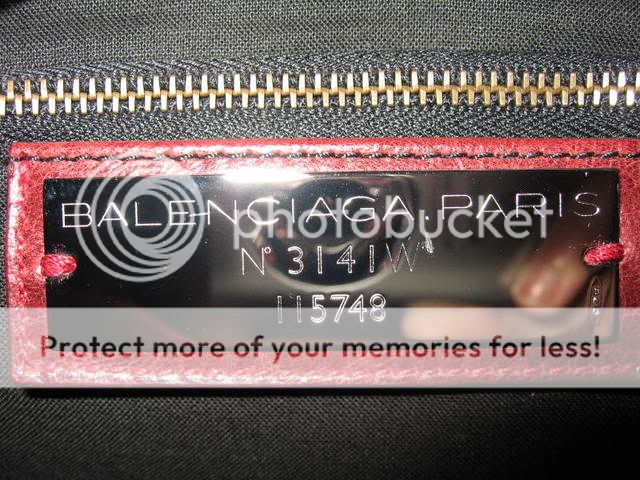 BALENCIAGA.PARIS
photobucket
N° 3141W
115748
Protect more of your memories for less!